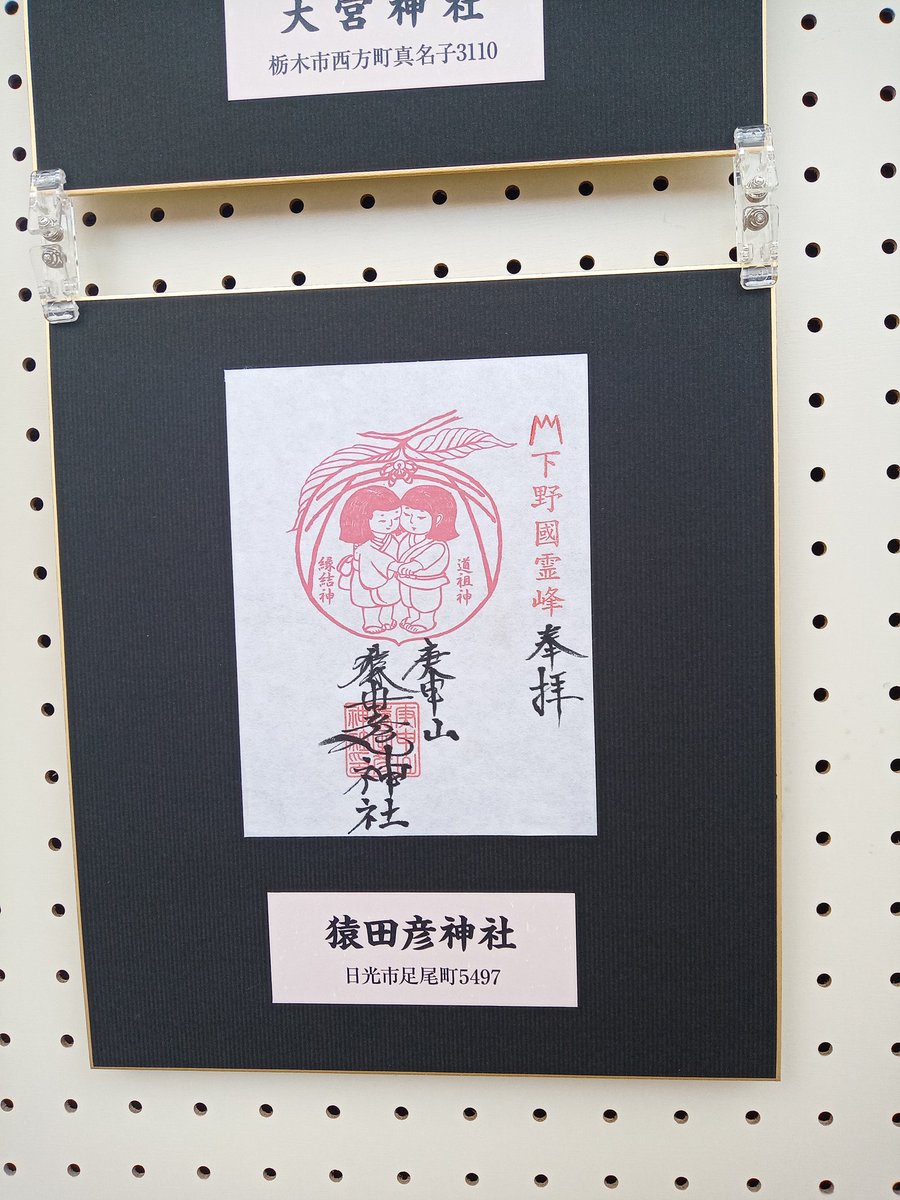 大宮神社
栃木市西方町真名子3110
下野國霊峰
奉拝
道祖神
縁結神
庚申山
猿田彦神社
猿田彦神社
日光市足尾町5497